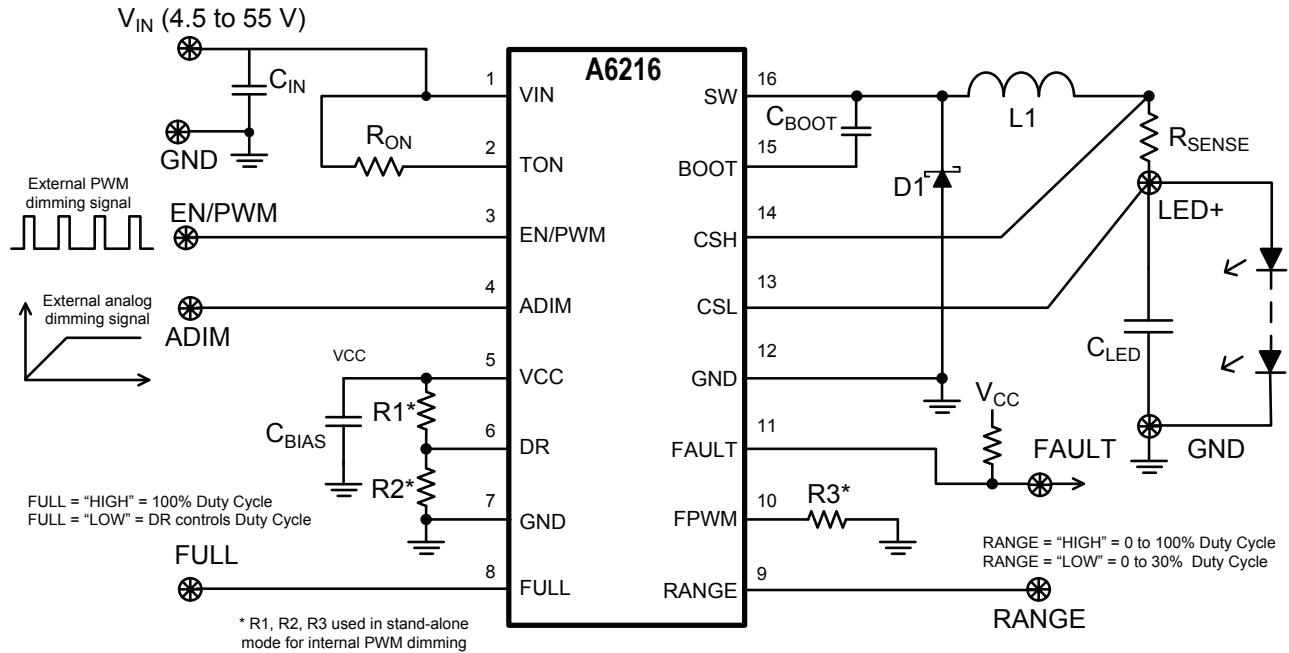 V_IN (4.5 to 55 V)
C_IN
GND
R_ON
External PWM
dimming signal
EN/PWM
External analog
dimming signal
ADIM
VCC
C_BIAS
R1*
R2*
FULL = “HIGH” = 100% Duty Cycle
FULL = “LOW” = DR controls Duty Cycle
FULL
* R1, R2, R3 used in stand-alone
mode for internal PWM dimming
A6216
1 VIN
2 TON
3 EN/PWM
4 ADIM
5 VCC
6 DR
7 GND
8 FULL
SW 16
BOOT 15
CSH 14
CSL 13
GND 12
FAULT 11
FPWM 10
RANGE 9
C_BOOT
L1
D1
R_SENSE
LED+
C_LED
GND
V_CC
FAULT
R3*
RANGE = “HIGH” = 0 to 100% Duty Cycle
RANGE = “LOW” = 0 to 30% Duty Cycle
RANGE